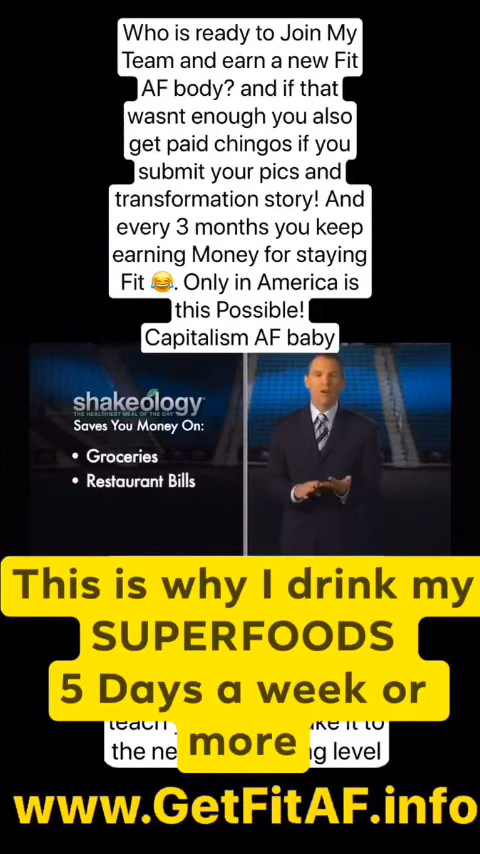 Who is ready to Join My
Team and earn a new Fit
AF body? and if that
wasnt enough you also
get paid chingos if you
submit your pics and
transformation story! And
every 3 months you keep
earning Money for staying
Fit 😂. Only in America is
this Possible!
Capitalism AF baby
shakeology
THE HEALTHIEST MEAL OF THE DAY
Saves You Money On:
• Groceries
• Restaurant Bills
This is why I drink my
SUPERFOODS
5 Days a week or
more
teach
it to
the
level
www.GetFitAF.info